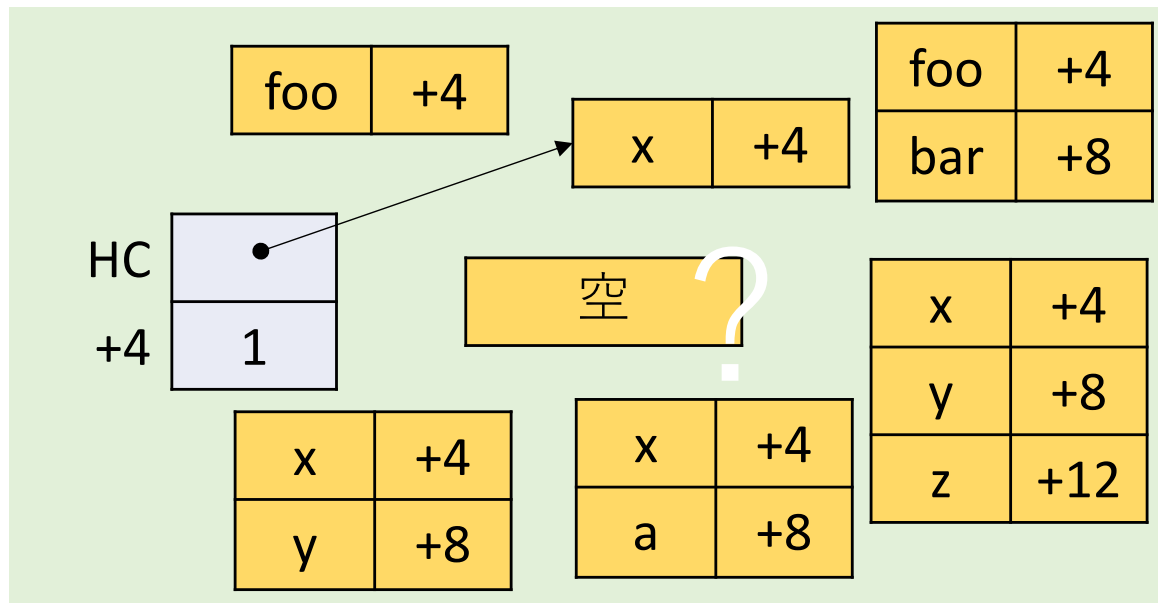 foo +4
x +4
foo +4
bar +8
HC
+4 1
空
?
x +4
y +8
z +12
x +4
y +8
x +4
a +8